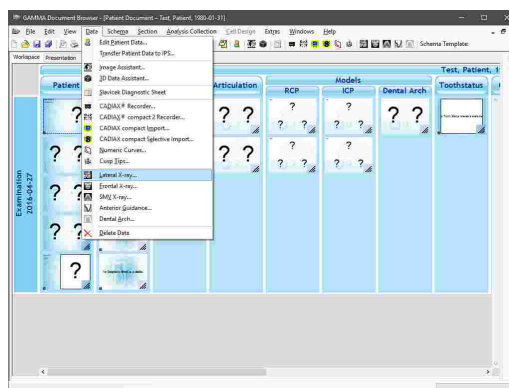 GAMMA Document Browser - [Patient Document - Test, Patient, 1980-01-31]
File Edit View Data Schema Section Analysis Collection Cell Design Extras Windows Help
Schema Template:
Workspace Presentation
Edit Patient Data...
Transfer Patient Data to IPS...
Image Assistant...
3D Data Assistant...
Slavicek Diagnostic Sheet
CADIAX® Recorder...
CADIAX® compact 2 Recorder...
CADIAX compact Import...
CADIAX compact Selective Import...
Numeric Curves...
Cusp Tips...
Lateral X-ray...
Frontal X-ray...
SMV X-ray...
Anterior Guidance...
Dental Arch...
Delete Data
Test, Patient, 1
Patient
Articulation
Models
RCP
ICP
Dental Arch
Toothstatus
? ? ? ? ? ? ?
? ? ? ?
? ? ? ? ? ?
? ? ? ?
? ?
? ?
?
Examination
2016-04-27